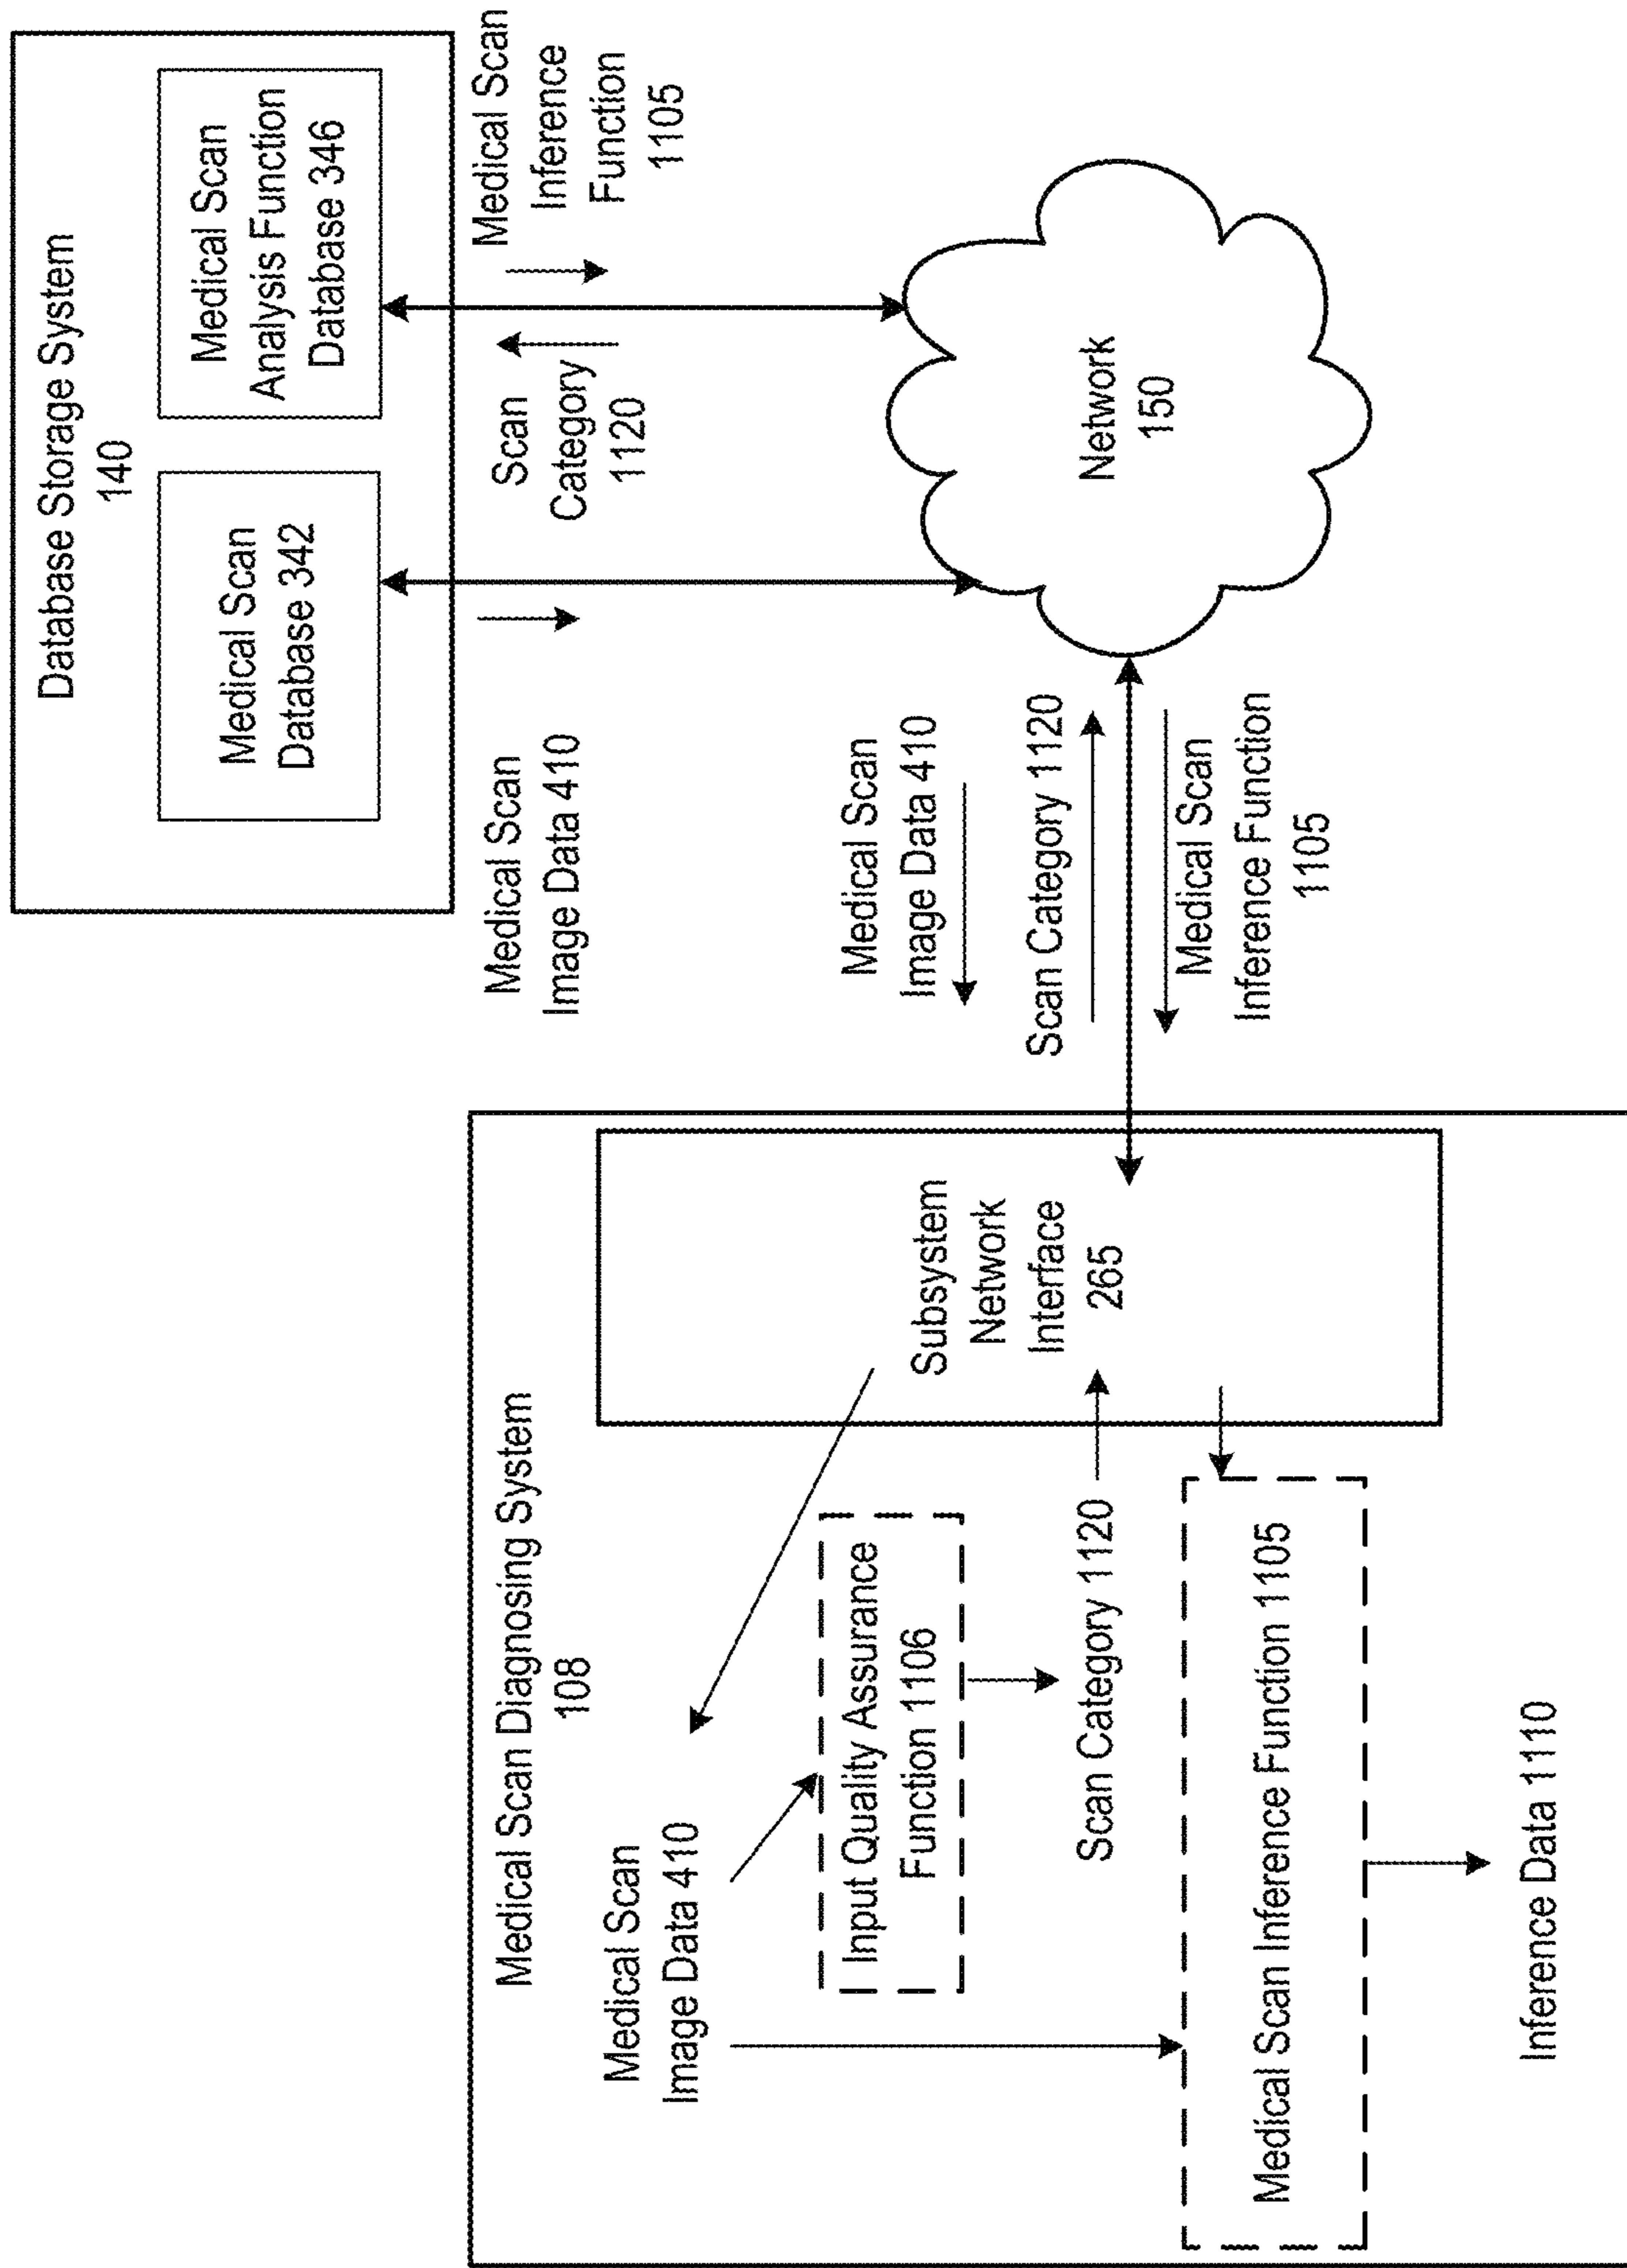 Medical Scan Diagnosing System
108
Medical Scan
Image Data 410
Input Quality Assurance
Function 1106
Scan Category 1120
Medical Scan Inference Function 1105
Inference Data 1110
Subsystem
Network
Interface
265
Medical Scan
Image Data 410
Scan Category 1120
Medical Scan
Inference Function
1105
Database Storage System
140
Medical Scan
Database 342
Medical Scan
Analysis Function
Database 346
Medical Scan
Image Data 410
Scan
Category
1120
Medical Scan
Inference
Function
1105
Network
150